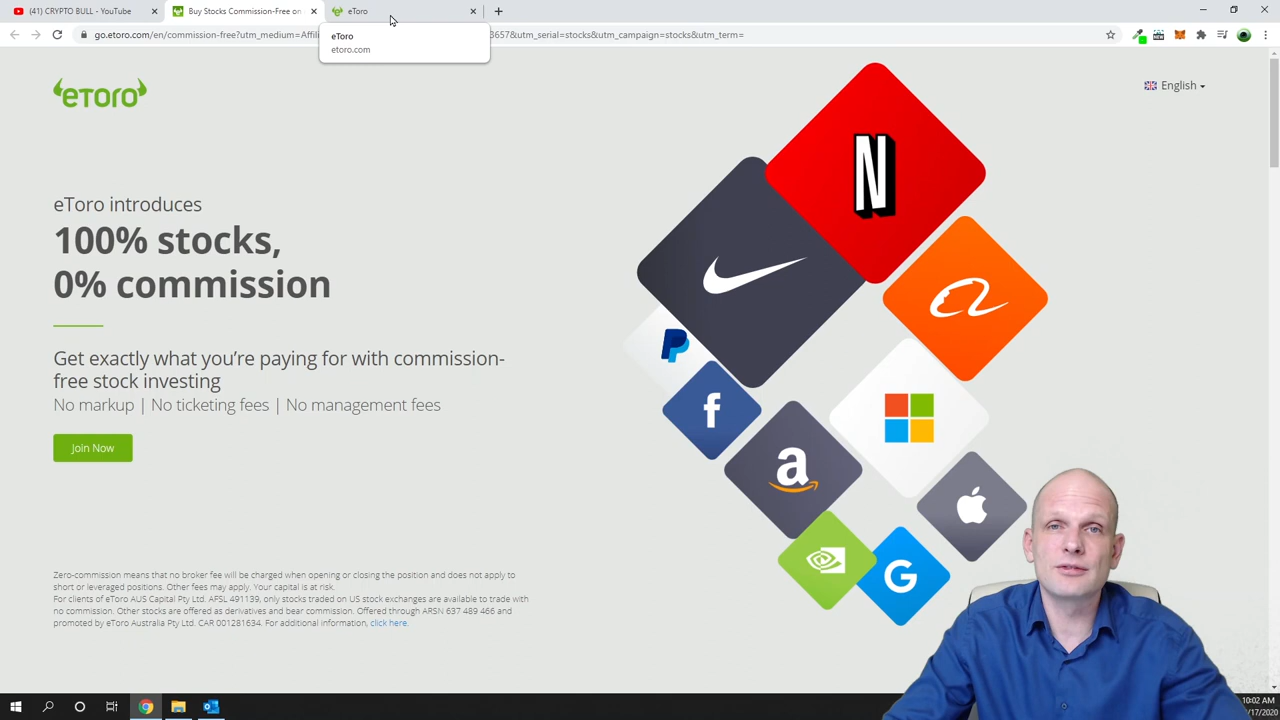 (41) CRYPTO BULL - YouTube
Buy Stocks Commission-Free on
eToro
go.etoro.com/en/commission-free?utm_medium=Affili
3657&utm_serial=stocks&utm_campaign=stocks&utm_term=
eToro
etoro.com
eToro
English
eToro introduces
100% stocks,
0% commission
Get exactly what you're paying for with commission-
free stock investing
No markup | No ticketing fees | No management fees
Join Now
N
a
G
Zero-commission means that no broker fee will be charged when opening or closing the position and does not apply to
short or leveraged positions. Other fees may apply. Your capital is at risk.
For clients of eToro AUS Capital Pty Ltd. AFSL 491139, only stocks traded on US stock exchanges are available to trade with
no commission. Other stocks are offered as derivatives and bear commission. Offered through ARSN 637 489 466 and
promoted by eToro Australia Pty Ltd. CAR 001281634. For additional information, click here.
10:02 AM
/17/2020